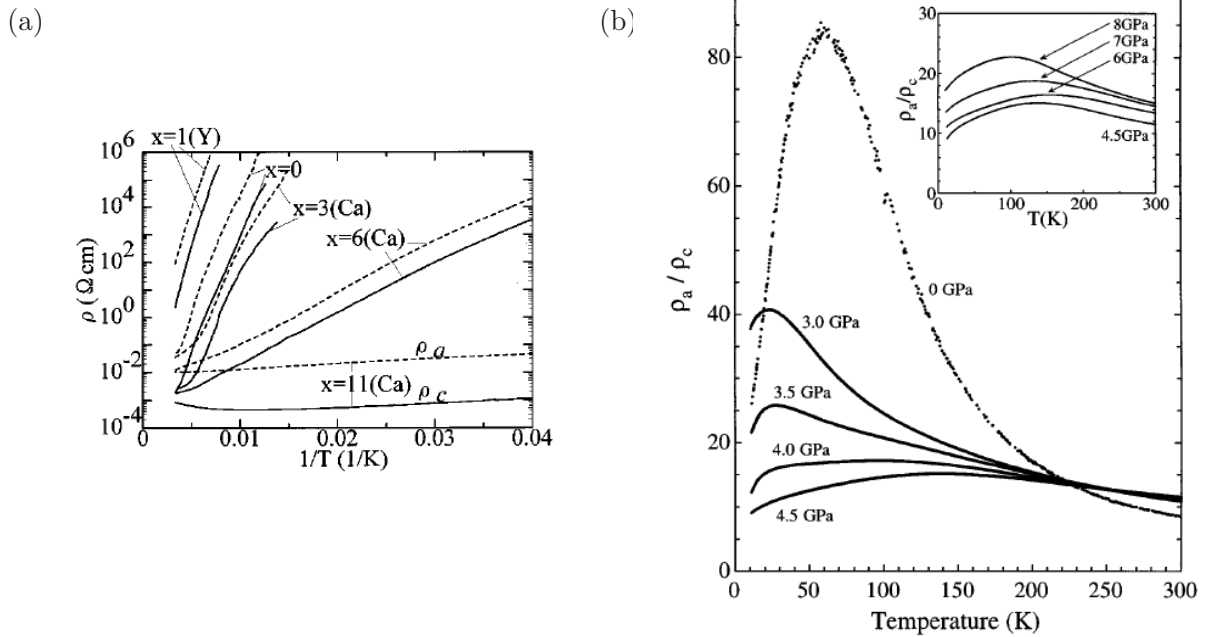 (a)
(b)
x=1(Y)
x=0
x=3(Ca)
x=6(Ca)
ρ a
x=11(Ca)
ρ c
10^6
10^4
10^2
10^0
10^-2
10^-4
ρ (Ω cm)
0 0.01 0.02 0.03 0.04
1/T (1/K)
80
60
40
20
0
ρa / ρc
0 GPa
3.0 GPa
3.5 GPa
4.0 GPa
4.5 GPa
0 50 100 150 200 250 300
Temperature (K)
30
20
10
0
ρa/ρc
8GPa
7GPa
6GPa
4.5GPa
0 100 200 300
T(K)